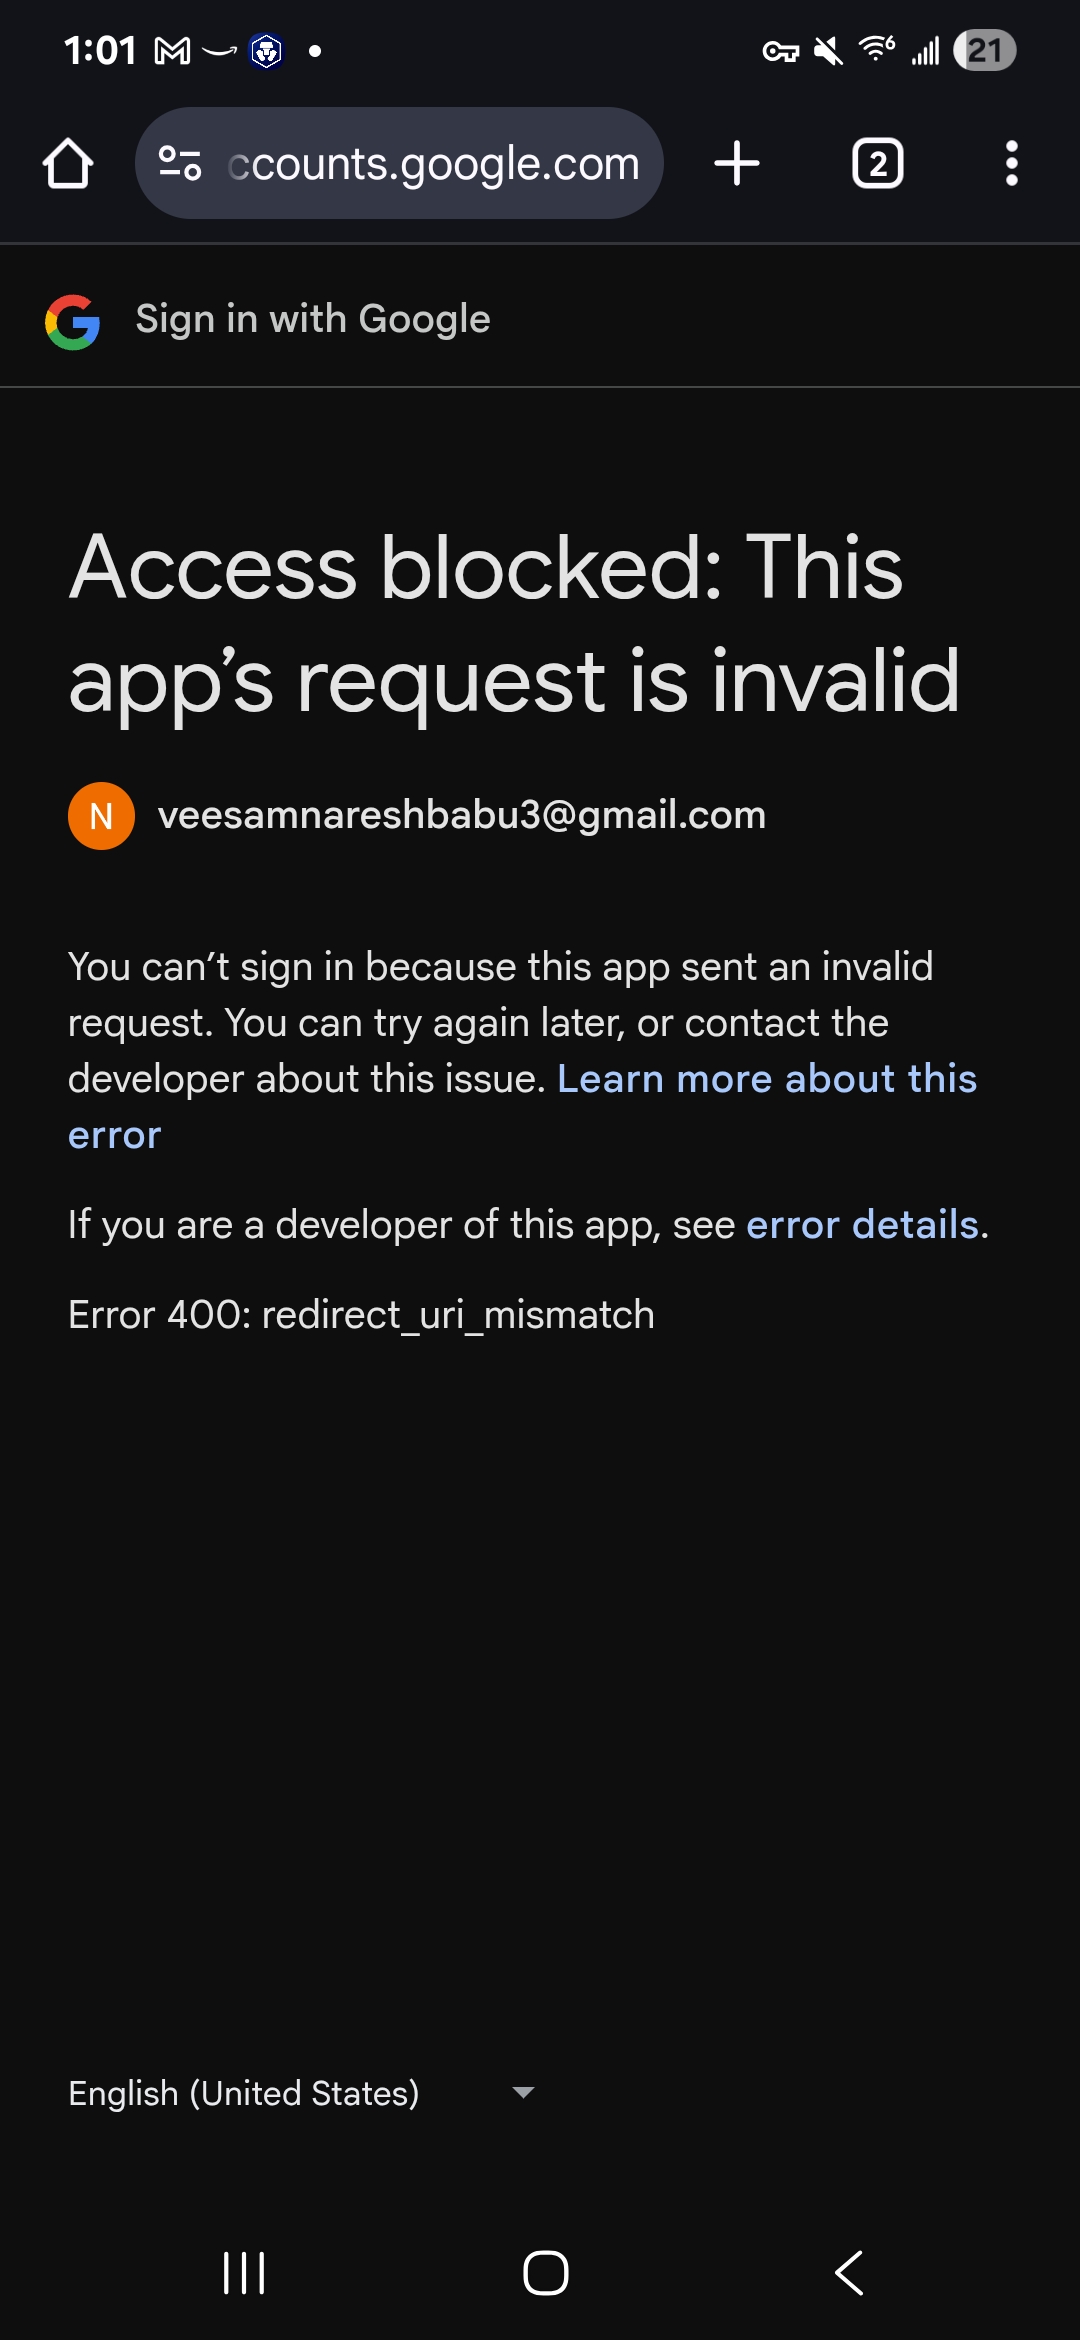 1:01
21
ccounts.google.com
2
Sign in with Google
Access blocked: This
app’s request is invalid
N
veesamnareshbabu3@gmail.com
You can’t sign in because this app sent an invalid
request. You can try again later, or contact the
developer about this issue. Learn more about this
error
If you are a developer of this app, see error details.
Error 400: redirect_uri_mismatch
English (United States)